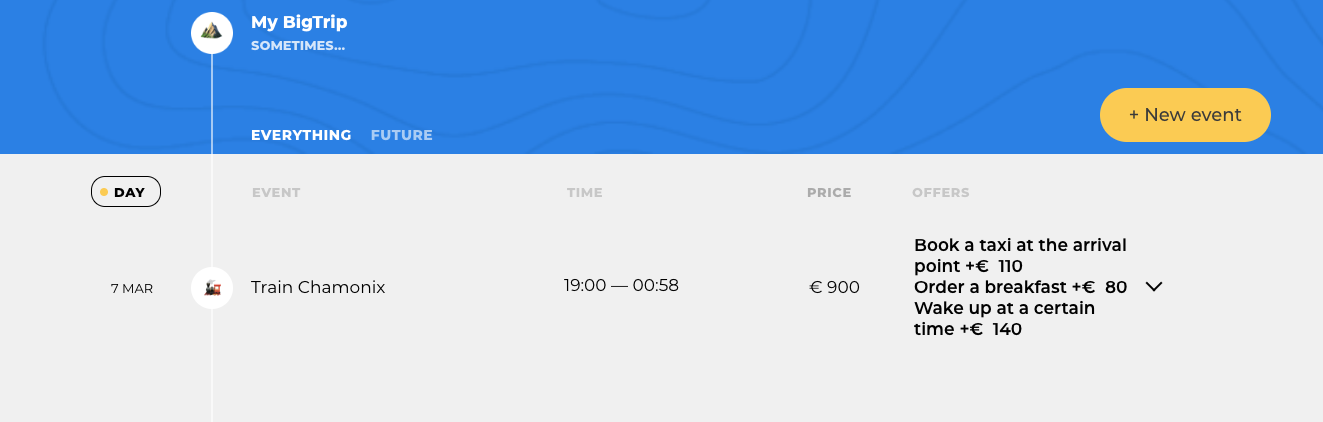 My BigTrip
SOMETIMES...
EVERYTHING FUTURE
+ New event
DAY EVENT TIME PRICE OFFERS
7 MAR Train Chamonix 19:00 — 00:58 € 900
Book a taxi at the arrival
point +€ 110
Order a breakfast +€ 80
Wake up at a certain
time +€ 140